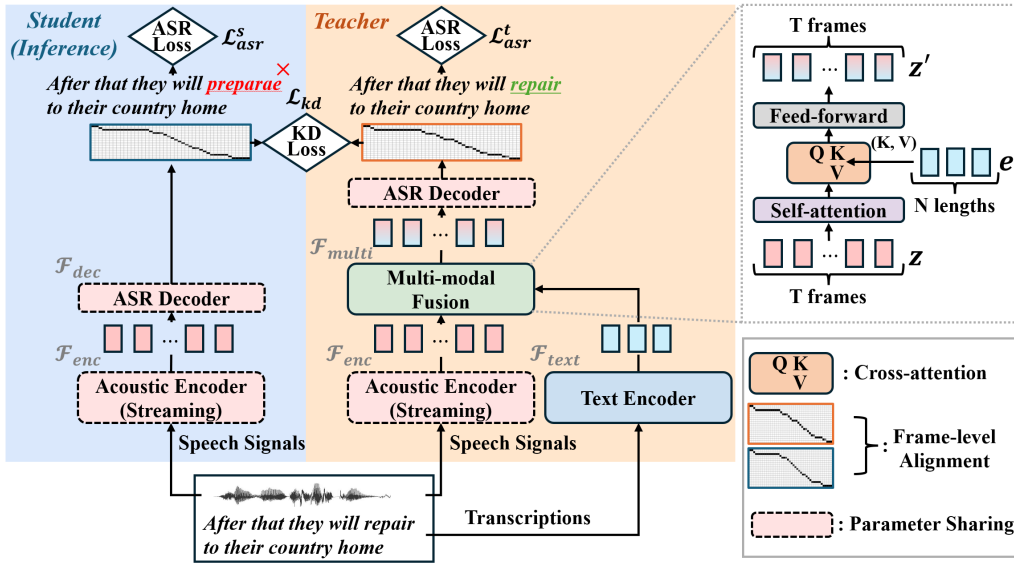 Student
(Inference)
ASR
Loss
ℒˢ_asr
After that they will preparae ×
to their country home
ℒ_kd
KD
Loss
Teacher
ASR
Loss
ℒᵗ_asr
After that they will repair
to their country home
ASR Decoder
ℱ_multi
Multi-modal
Fusion
ℱ_dec
ASR Decoder
ℱ_enc
Acoustic Encoder
(Streaming)
ℱ_enc
Acoustic Encoder
(Streaming)
ℱ_text
Text Encoder
Speech Signals
Speech Signals
After that they will repair
to their country home
Transcriptions
T frames
z′
Feed-forward
(K, V)
Q K
V
e
N lengths
Self-attention
z
T frames
Q K
V
: Cross-attention
: Frame-level
Alignment
: Parameter Sharing